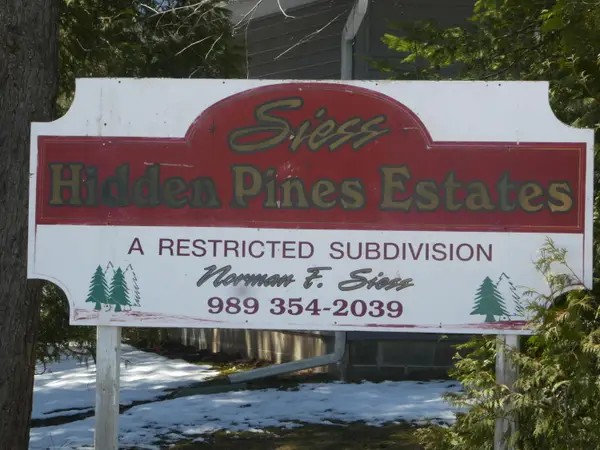 Siess
Hidden Pines Estates
A RESTRICTED SUBDIVISION
Norman F. Siess
989 354-2039